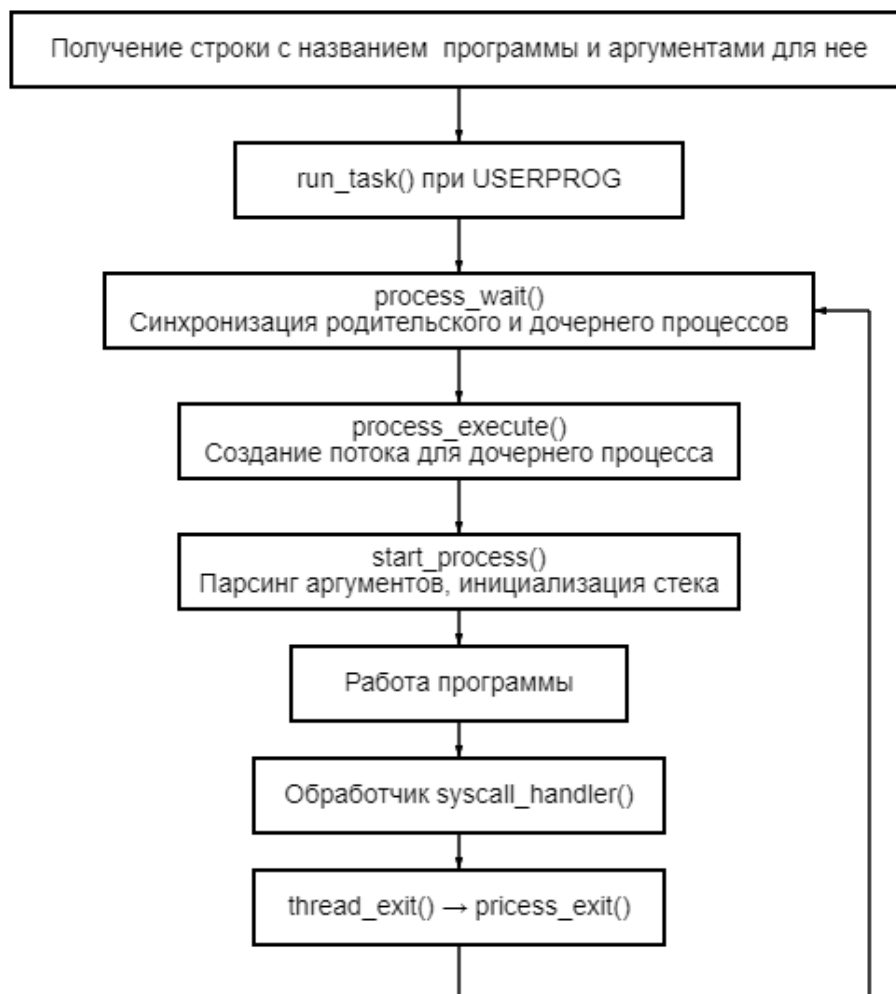 Получение строки с названием программы и аргументами для нее
run_task() при USERPROG
process_wait()
Синхронизация родительского и дочернего процессов
process_execute()
Создание потока для дочернего процесса
start_process()
Парсинг аргументов, инициализация стека
Работа программы
Обработчик syscall_handler()
thread_exit() → pricess_exit()